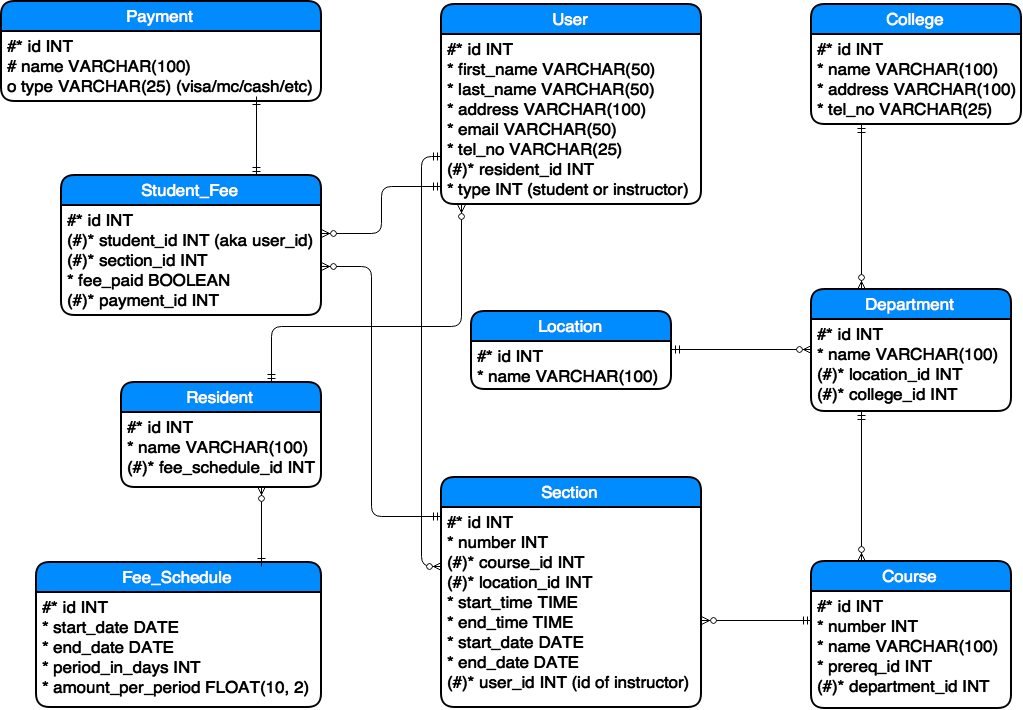 Payment
#* id INT
# name VARCHAR(100)
o type VARCHAR(25) (visa/mc/cash/etc)
User
#* id INT
* first_name VARCHAR(50)
* last_name VARCHAR(50)
* address VARCHAR(100)
* email VARCHAR(50)
* tel_no VARCHAR(25)
(#)* resident_id INT
* type INT (student or instructor)
College
#* id INT
* name VARCHAR(100)
* address VARCHAR(100)
* tel_no VARCHAR(25)
Student_Fee
#* id INT
(#)* student_id INT (aka user_id)
(#)* section_id INT
* fee_paid BOOLEAN
(#)* payment_id INT
Location
#* id INT
* name VARCHAR(100)
Department
#* id INT
* name VARCHAR(100)
(#)* location_id INT
(#)* college_id INT
Resident
#* id INT
* name VARCHAR(100)
(#)* fee_schedule_id INT
Section
#* id INT
* number INT
(#)* course_id INT
(#)* location_id INT
* start_time TIME
* end_time TIME
* start_date DATE
* end_date DATE
(#)* user_id INT (id of instructor)
Fee_Schedule
#* id INT
* start_date DATE
* end_date DATE
* period_in_days INT
* amount_per_period FLOAT(10, 2)
Course
#* id INT
* number INT
* name VARCHAR(100)
* prereq_id INT
(#)* department_id INT